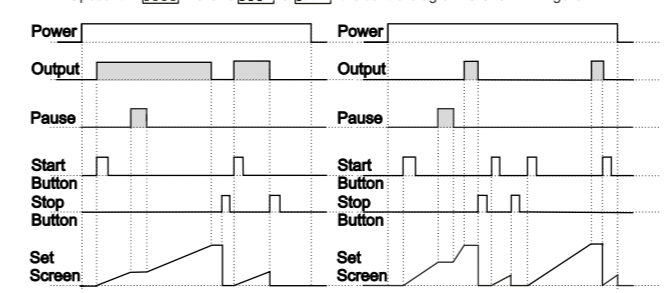 Power
Output
Pause
Start
Button
Stop
Button
Set
Screen
Power
Output
Pause
Start
Button
Stop
Button
Set
Screen